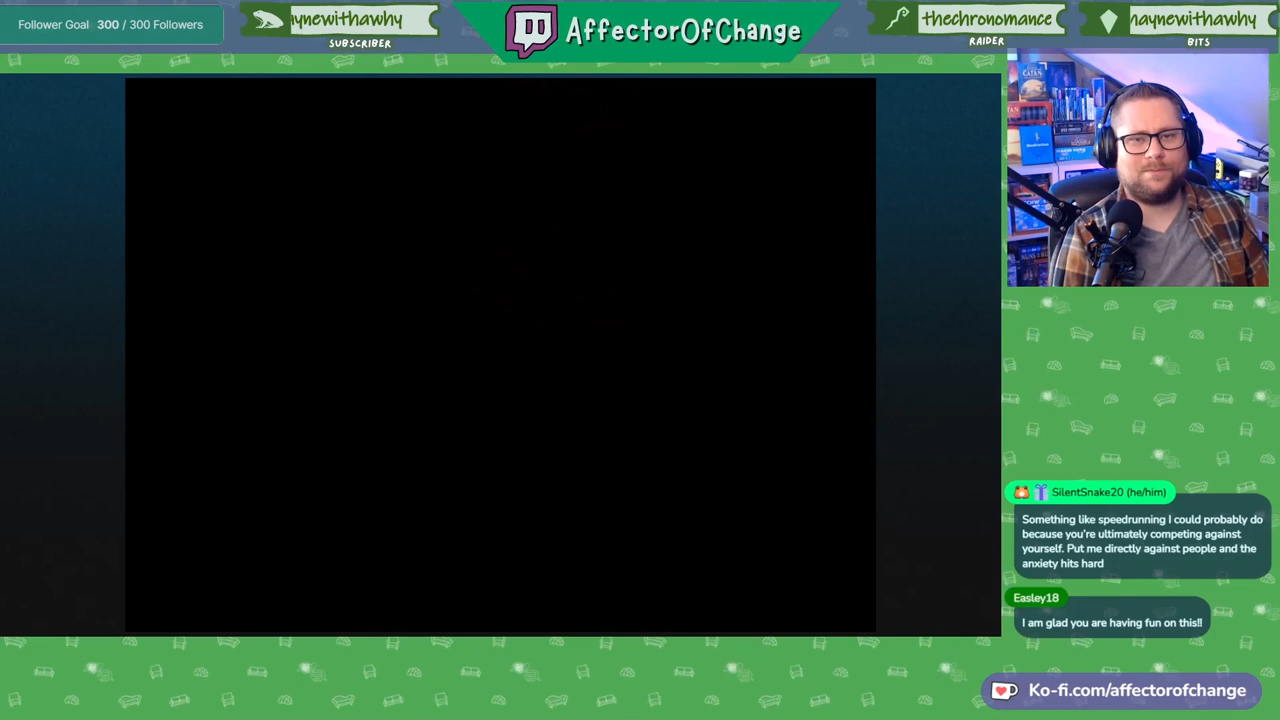 Follower Goal 300 / 300 Followers
ynewithawhy
SUBSCRIBER
AffectorOfChange
thechronomance
RAIDER
haynewithawhy
BITS
CATAN
SilentSnake20 (he/him)
Something like speedrunning I could probably do
because you're ultimately competing against
yourself. Put me directly against people and the
anxiety hits hard
Easley18
I am glad you are having fun on this!!
Ko-fi.com/affectorofchange